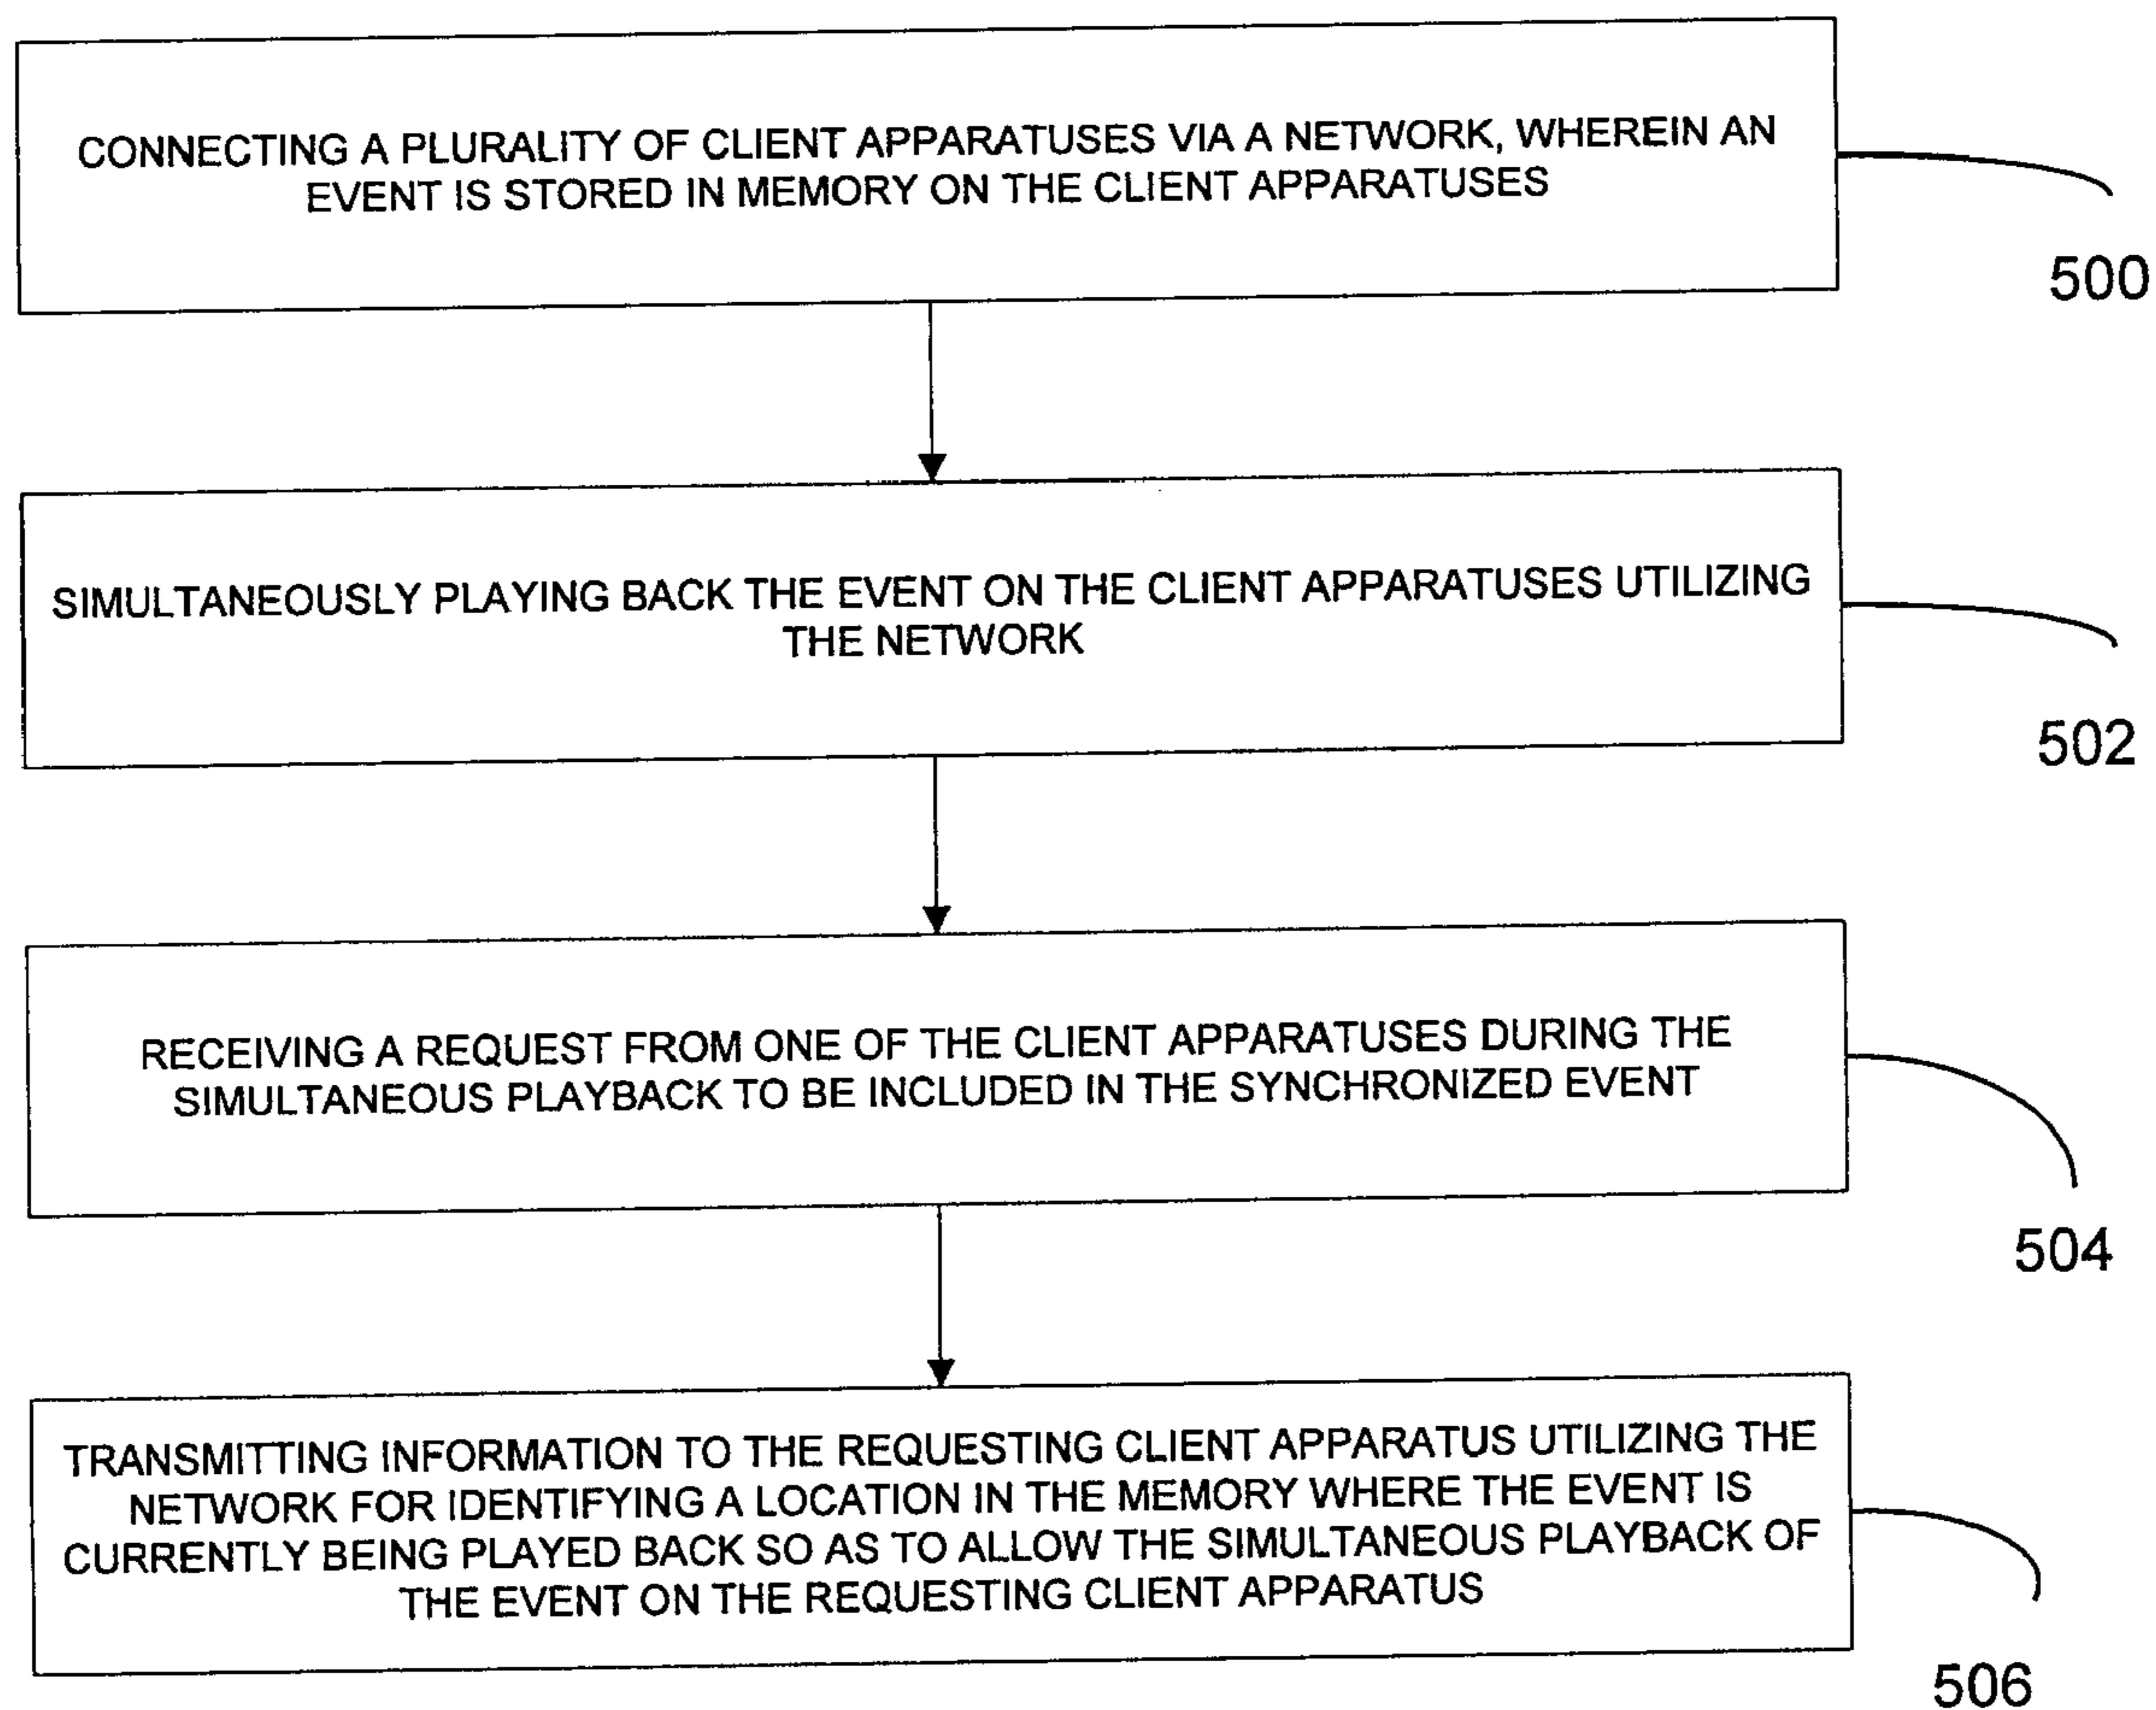 CONNECTING A PLURALITY OF CLIENT APPARATUSES VIA A NETWORK, WHEREIN AN
EVENT IS STORED IN MEMORY ON THE CLIENT APPARATUSES
500
SIMULTANEOUSLY PLAYING BACK THE EVENT ON THE CLIENT APPARATUSES UTILIZING
THE NETWORK
502
RECEIVING A REQUEST FROM ONE OF THE CLIENT APPARATUSES DURING THE
SIMULTANEOUS PLAYBACK TO BE INCLUDED IN THE SYNCHRONIZED EVENT
504
TRANSMITTING INFORMATION TO THE REQUESTING CLIENT APPARATUS UTILIZING THE
NETWORK FOR IDENTIFYING A LOCATION IN THE MEMORY WHERE THE EVENT IS
CURRENTLY BEING PLAYED BACK SO AS TO ALLOW THE SIMULTANEOUS PLAYBACK OF
THE EVENT ON THE REQUESTING CLIENT APPARATUS
506